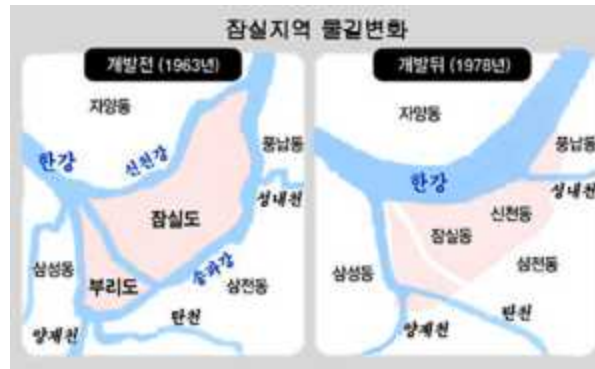 잠실지역 물길변화
개발전 (1963년)
자양동
한강
신천강
풍납동
성내천
잠실도
삼성동
부리도
송파강
삼전동
양재천
탄천
개발뒤 (1978년)
자양동
한강
풍납동
성내천
신천동
잠실동
삼성동
삼전동
양재천
탄천